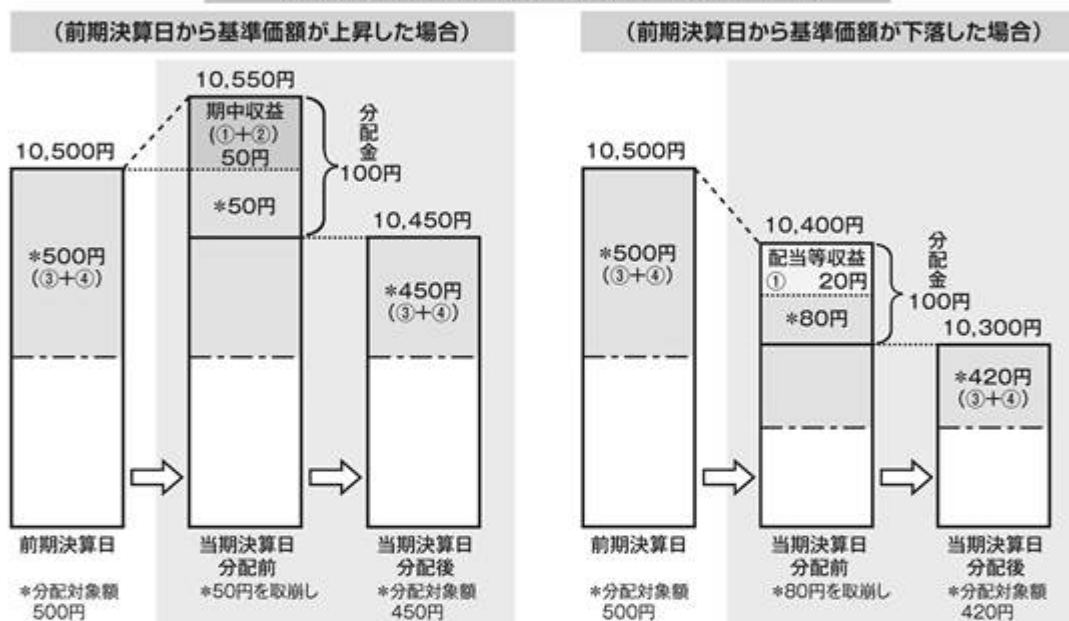 (前期決算日から基準価額が上昇した場合)
10,500円
*500円
(③+④)
前期決算日
*分配対象額
500円
10,550円
期中収益
(①+②)
50円
*50円
分配金
100円
当期決算日
分配前
*50円を取崩し
10,450円
*450円
(③+④)
当期決算日
分配後
*分配対象額
450円
(前期決算日から基準価額が下落した場合)
10,500円
*500円
(③+④)
前期決算日
*分配対象額
500円
10,400円
配当等収益
① 20円
*80円
分配金
100円
当期決算日
分配前
*80円を取崩し
10,300円
*420円
(③+④)
当期決算日
分配後
*分配対象額
420円